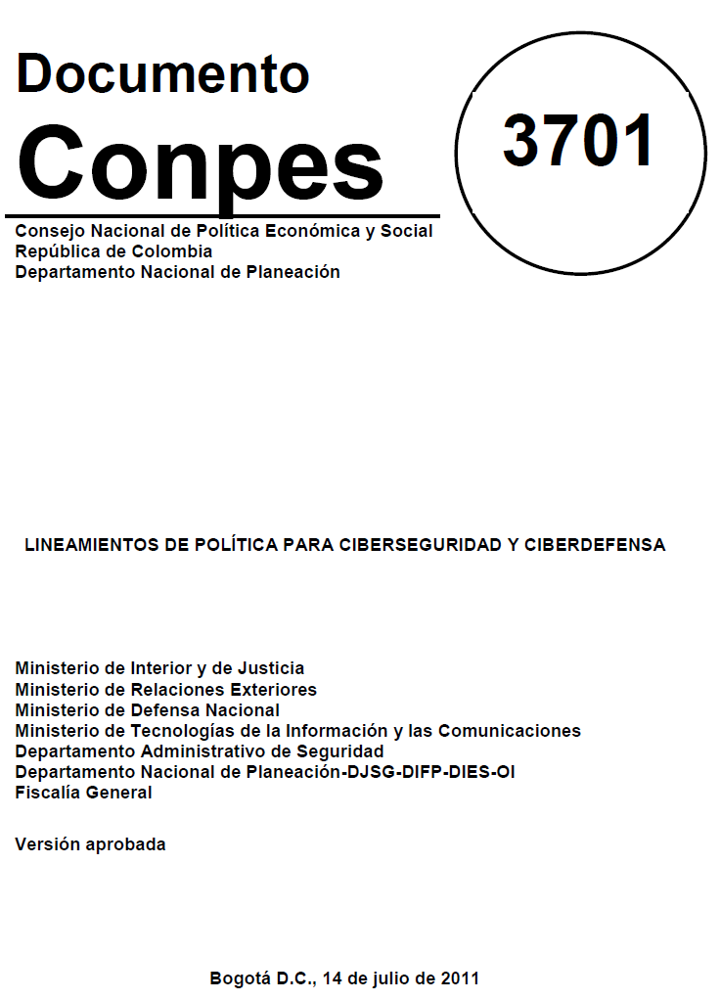 Documento
Conpes
3701
Consejo Nacional de Política Económica y Social
República de Colombia
Departamento Nacional de Planeación
LINEAMIENTOS DE POLÍTICA PARA CIBERSEGURIDAD Y CIBERDEFENSA
Ministerio de Interior y de Justicia
Ministerio de Relaciones Exteriores
Ministerio de Defensa Nacional
Ministerio de Tecnologías de la Información y las Comunicaciones
Departamento Administrativo de Seguridad
Departamento Nacional de Planeación-DJSG-DIFP-DIES-OI
Fiscalía General
Versión aprobada
Bogotá D.C., 14 de julio de 2011